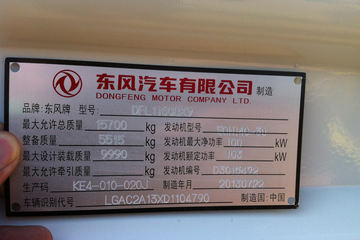 东风汽车有限公司 制造
DONGFENG MOTOR COMPANY LTD.
品牌: 东风牌 型号
最大允许总质量 15700 kg 发动机型号
整备质量 5515 kg 发动机最大净功率 100 kW
最大设计装载质量 9990 kg 发动机额定功率 103 kW
最大允许牵引质量 kg 发动机号
生产代码 KE4-010-020J 制造年月 20130722
车辆识别代号 LGAC2A13XD1104790 制造国: 中国